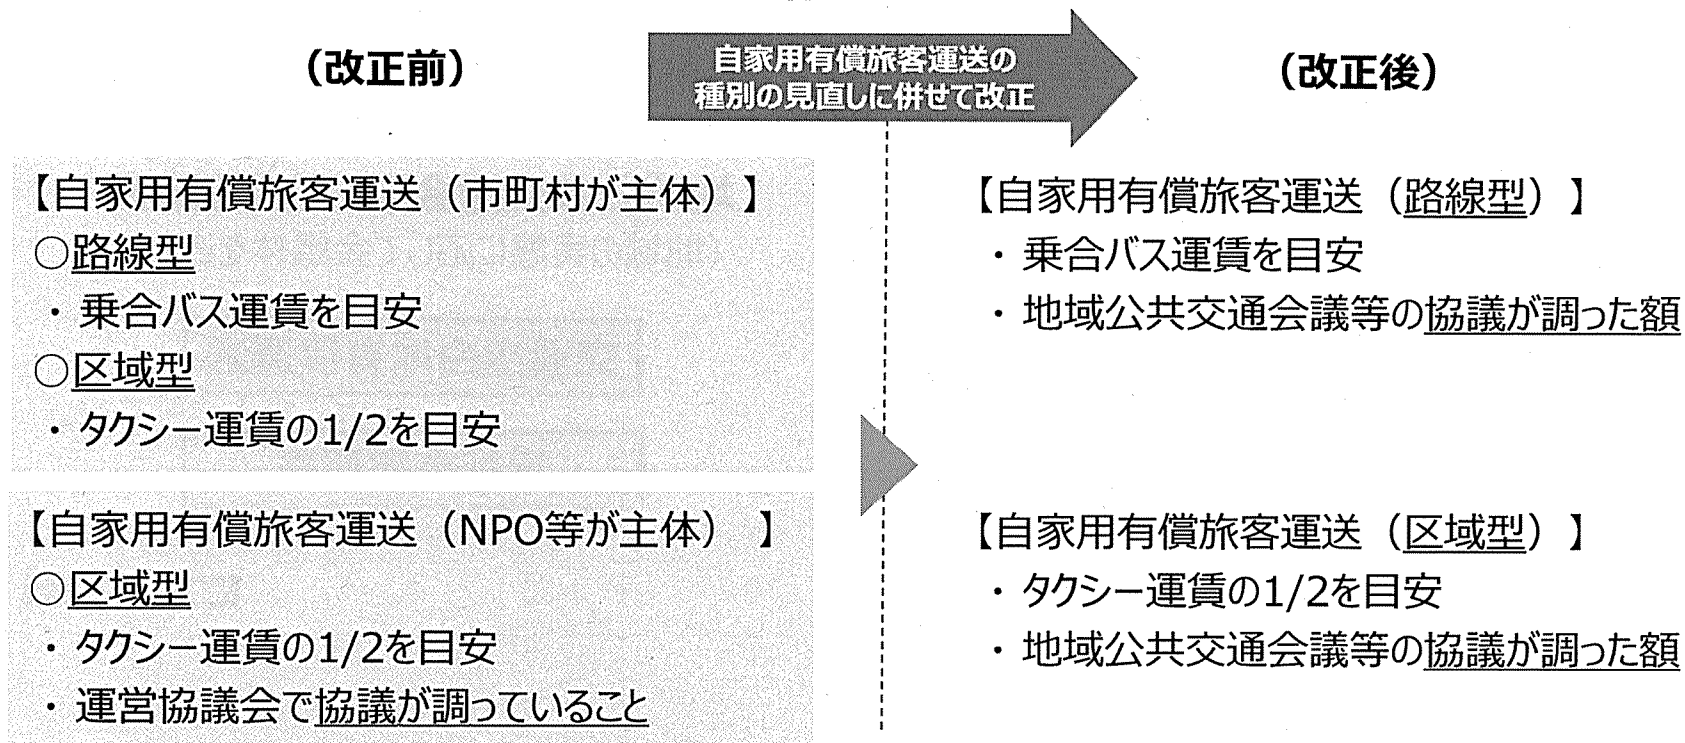 （改正前）
自家用有償旅客運送の
種別の見直しに併せて改正
（改正後）
【自家用有償旅客運送（市町村が主体）】
○路線型
・乗合バス運賃を目安
○区域型
・タクシー運賃の1/2を目安
【自家用有償旅客運送（NPO等が主体） 】
○区域型
・タクシー運賃の1/2を目安
・運営協議会で協議が調っていること
【自家用有償旅客運送（路線型）】
・乗合バス運賃を目安
・地域公共交通会議等の協議が調った額
【自家用有償旅客運送（区域型）】
・タクシー運賃の1/2を目安
・地域公共交通会議等の協議が調った額